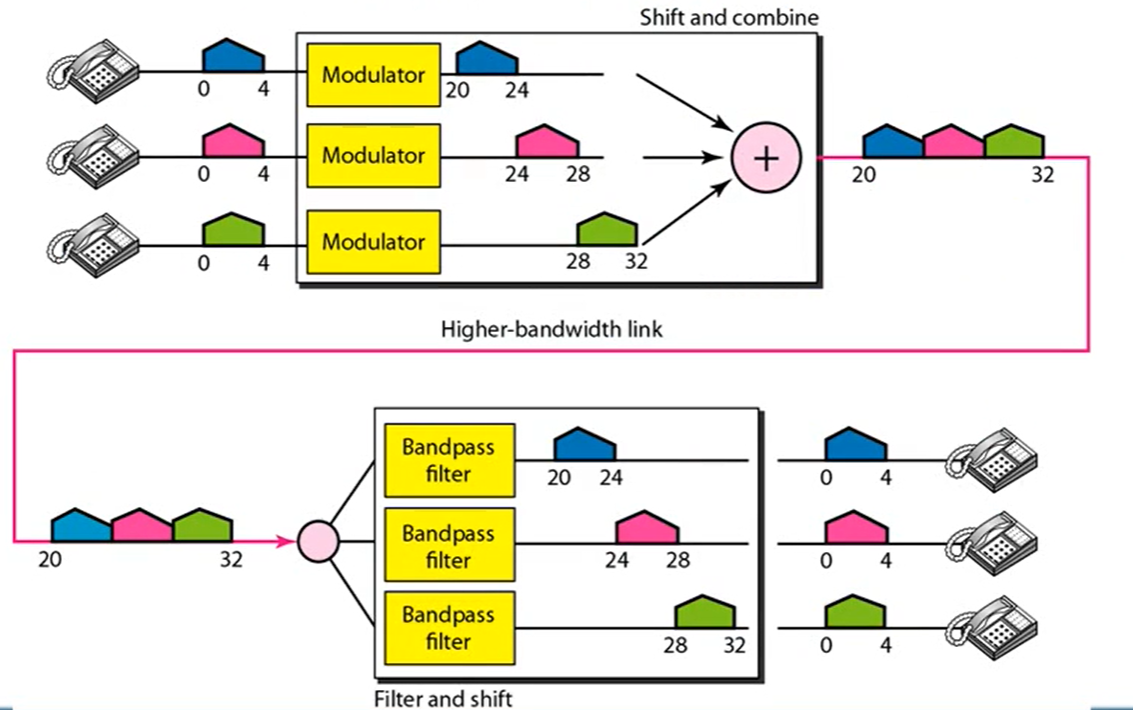 Shift and combine
Modulator
0 4
20 24
Modulator
0 4
24 28
+
20 32
Modulator
0 4
28 32
Higher-bandwidth link
Bandpass
filter
20 24
0 4
20 32
Bandpass
filter
24 28
0 4
Bandpass
filter
28 32
0 4
Filter and shift